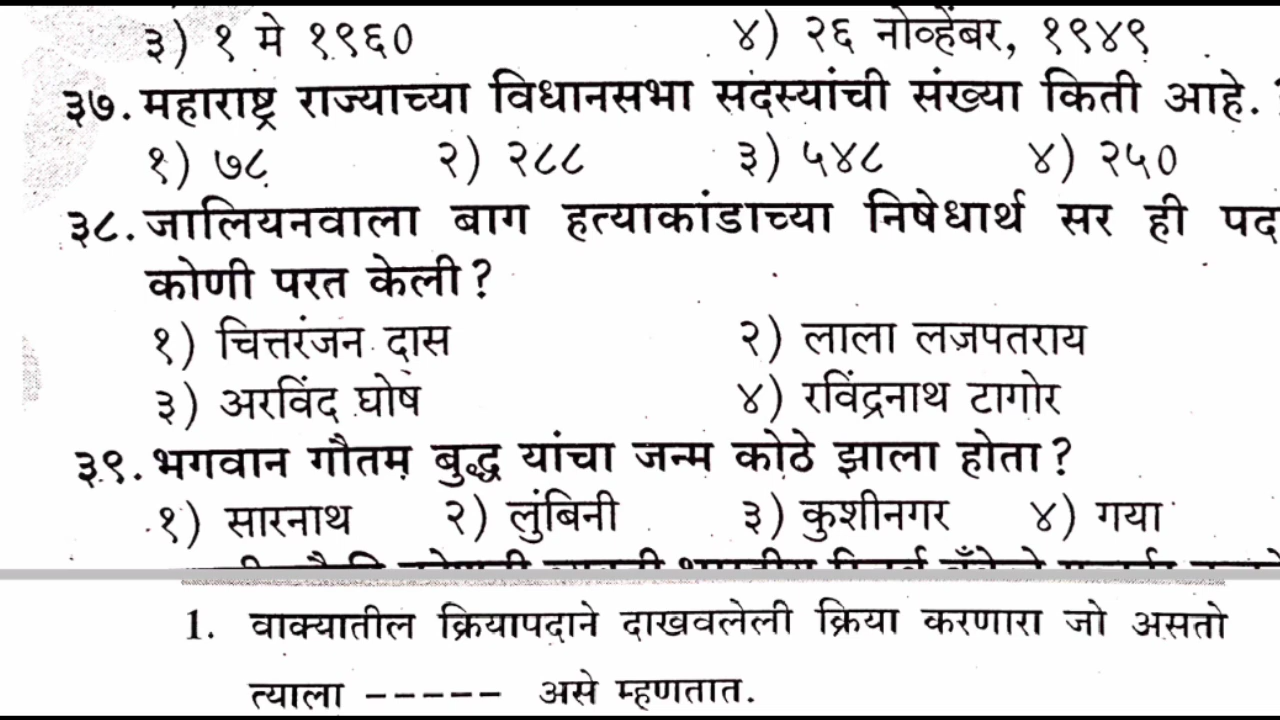 ३) १ मे १९६० ४) २६ नोव्हेंबर, १९४९
३७. महाराष्ट्र राज्याच्या विधानसभा सदस्यांची संख्या किती आहे.
१) ७८ २) २८८ ३) ५४८ ४) २५०
३८. जालियनवाला बाग हत्याकांडाच्या निषेधार्थ सर ही पद
कोणी परत केली?
१) चित्तरंजन दास २) लाला लजपतराय
३) अरविंद घोष ४) रविंद्रनाथ टागोर
३९. भगवान गौतम बुद्ध यांचा जन्म कोठे झाला होता?
१) सारनाथ २) लुंबिनी ३) कुशीनगर ४) गया
1. वाक्यातील क्रियापदाने दाखवलेली क्रिया करणारा जो असतो
त्याला ----- असे म्हणतात.